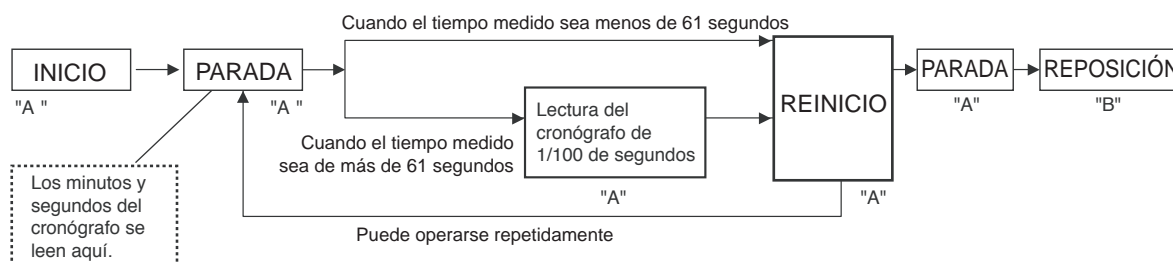 Cuando el tiempo medido sea menos de 61 segundos
INICIO
PARADA
REINICIO
PARADA
REPOSICIÓN
"A "
"A "
"A"
"B"
Lectura del
cronógrafo de
1/100 de segundos
Cuando el tiempo medido
sea de más de 61 segundos
"A"
"A"
Los minutos y
segundos del
cronógrafo se
leen aquí.
Puede operarse repetidamente